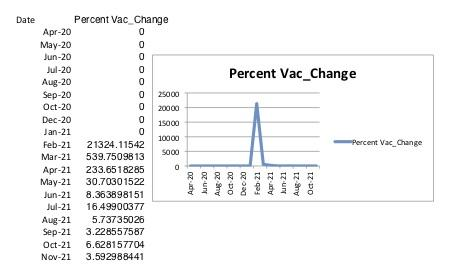 Date Percent Vac_Change
Apr-20 0
May-20 0
Jun-20 0
Jul-20 0
Aug-20 0
Sep-20 0
Oct-20 0
Dec-20 0
Jan-21 0
Feb-21 21324.11542
Mar-21 539.7509813
Apr-21 233.6518285
May-21 30.70301522
Jun-21 8.363898151
Jul-21 16.49900377
Aug-21 5.73735026
Sep-21 3.228557587
Oct-21 6.628157704
Nov-21 3.592988441
Percent Vac_Change
25000
20000
15000
10000
5000
0
Apr-20 Jun-20 Aug-20 Oct-20 Dec-20 Feb-21 Apr-21 Jun-21 Aug-21 Oct-21
Percent Vac_Change